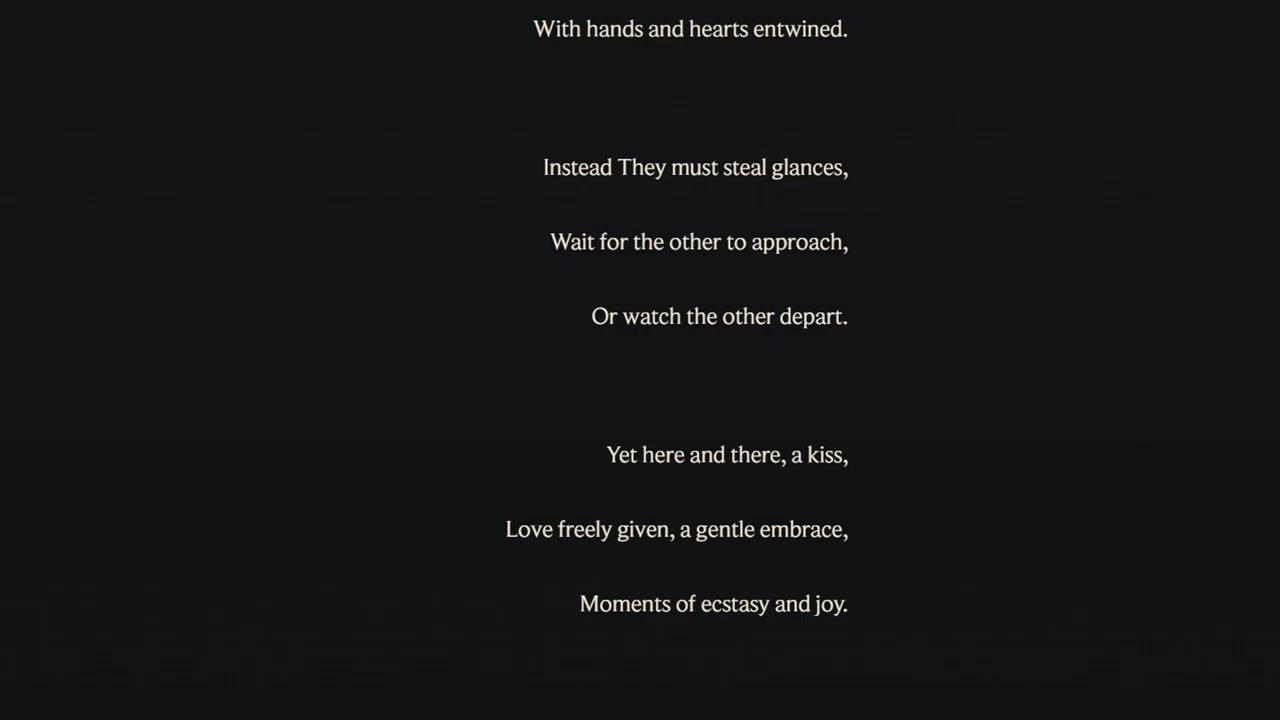 With hands and hearts entwined.
Instead They must steal glances,
Wait for the other to approach,
Or watch the other depart.
Yet here and there, a kiss,
Love freely given, a gentle embrace,
Moments of ecstasy and joy.